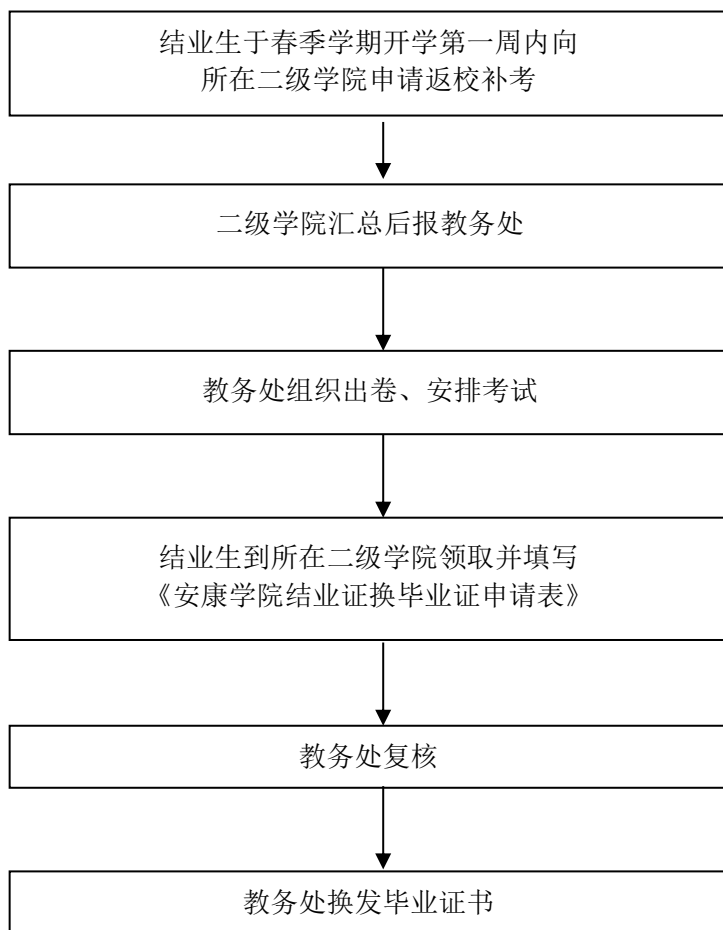 结业生于春季学期开学第一周内向
所在二级学院申请返校补考
二级学院汇总后报教务处
教务处组织出卷、安排考试
结业生到所在二级学院领取并填写
《安康学院结业证换毕业证申请表》
教务处复核
教务处换发毕业证书